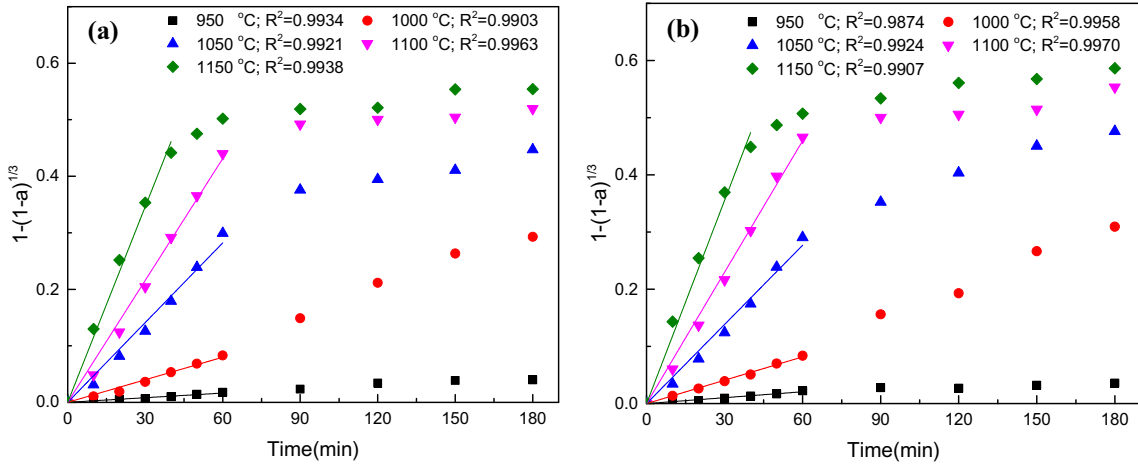 (a)
950 °C; R²=0.9934
1000 °C; R²=0.9903
1050 °C; R²=0.9921
1100 °C; R²=0.9963
1150 °C; R²=0.9938
1-(1-a)^1/3
0.6
0.4
0.2
0.0
0 30 60 90 120 150 180
Time(min)
(b)
950 °C; R²=0.9874
1000 °C; R²=0.9958
1050 °C; R²=0.9924
1100 °C; R²=0.9970
1150 °C; R²=0.9907
1-(1-a)^1/3
0.6
0.4
0.2
0.0
0 30 60 90 120 150 180
Time(min)